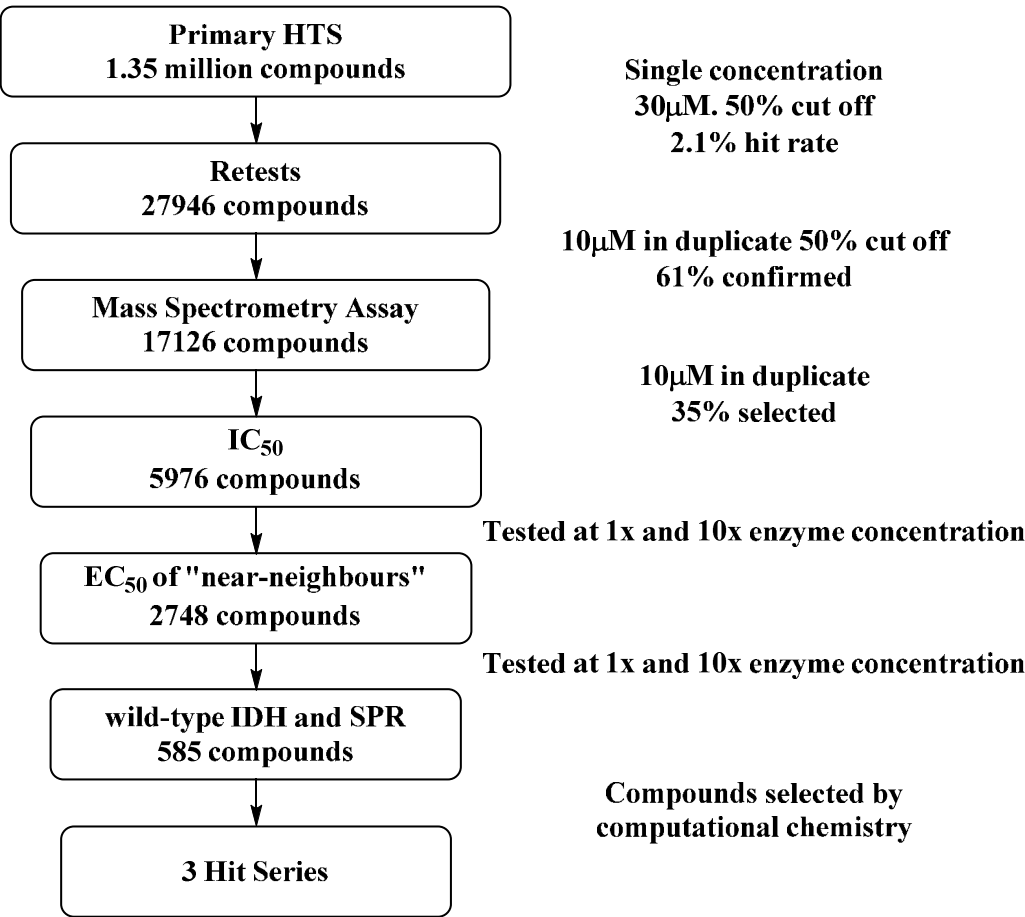 Primary HTS
1.35 million compounds
Single concentration
30μM. 50% cut off
2.1% hit rate
Retests
27946 compounds
10μM in duplicate 50% cut off
61% confirmed
Mass Spectrometry Assay
17126 compounds
10μM in duplicate
35% selected
IC50
5976 compounds
Tested at 1x and 10x enzyme concentration
EC50 of "near-neighbours"
2748 compounds
Tested at 1x and 10x enzyme concentration
wild-type IDH and SPR
585 compounds
Compounds selected by
computational chemistry
3 Hit Series